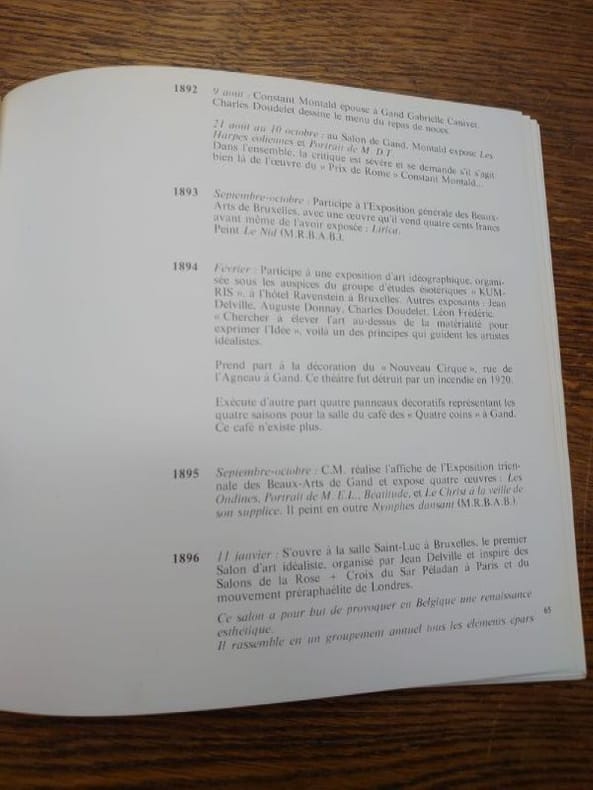 1892 9 août : Constant Montald épouse à Gand Gabrielle Canivet.
Charles Doudelet dessine le menu du repas de noces.
21 août au 10 octobre : au Salon de Gand, Montald expose Les
Harpes éoliennes et Portrait de M. D.T.
Dans l'ensemble, la critique est sévère et se demande s'il s'agit
bien là de l'œuvre du « Prix de Rome » Constant Montald...
1893 Septembre-octobre : Participe à l'Exposition générale des Beaux-
Arts de Bruxelles, avec une œuvre qu'il vend quatre cents francs
avant même de l'avoir exposée : Lirica.
Peint Le Nid (M.R.B.A.B.).
1894 Février : Participe à une exposition d'art idéographique, organi-
sée sous les auspices du groupe d'études ésotériques « KUM-
RIS », à l'hôtel Ravenstein à Bruxelles. Autres exposants : Jean
Delville, Auguste Donnay, Charles Doudelet, Léon Frédéric.
« Chercher à élever l'art au-dessus de la matérialité pour
exprimer l'Idée », voilà un des principes qui guident les artistes
idéalistes.
Prend part à la décoration du « Nouveau Cirque », rue de
l'Agneau à Gand. Ce théâtre fut détruit par un incendie en 1920.
Exécute d'autre part quatre panneaux décoratifs représentant les
quatre saisons pour la salle du café des « Quatre coins » à Gand.
Ce café n'existe plus.
1895 Septembre-octobre : C.M. réalise l'affiche de l'Exposition trien-
nale des Beaux-Arts de Gand et expose quatre œuvres : Les
Ondines, Portrait de M. E.L., Béatitude, et Le Christ à la veille de
son supplice. Il peint en outre Nymphes dansant (M.R.B.A.B.).
1896 11 janvier : S'ouvre à la salle Saint-Luc à Bruxelles, le premier
Salon d'art idéaliste, organisé par Jean Delville et inspiré des
Salons de la Rose + Croix du Sar Péladan à Paris et du
mouvement préraphaélite de Londres.
Ce salon a pour but de provoquer en Belgique une renaissance
esthétique.
Il rassemble en un groupement annuel tous les éléments épars
65